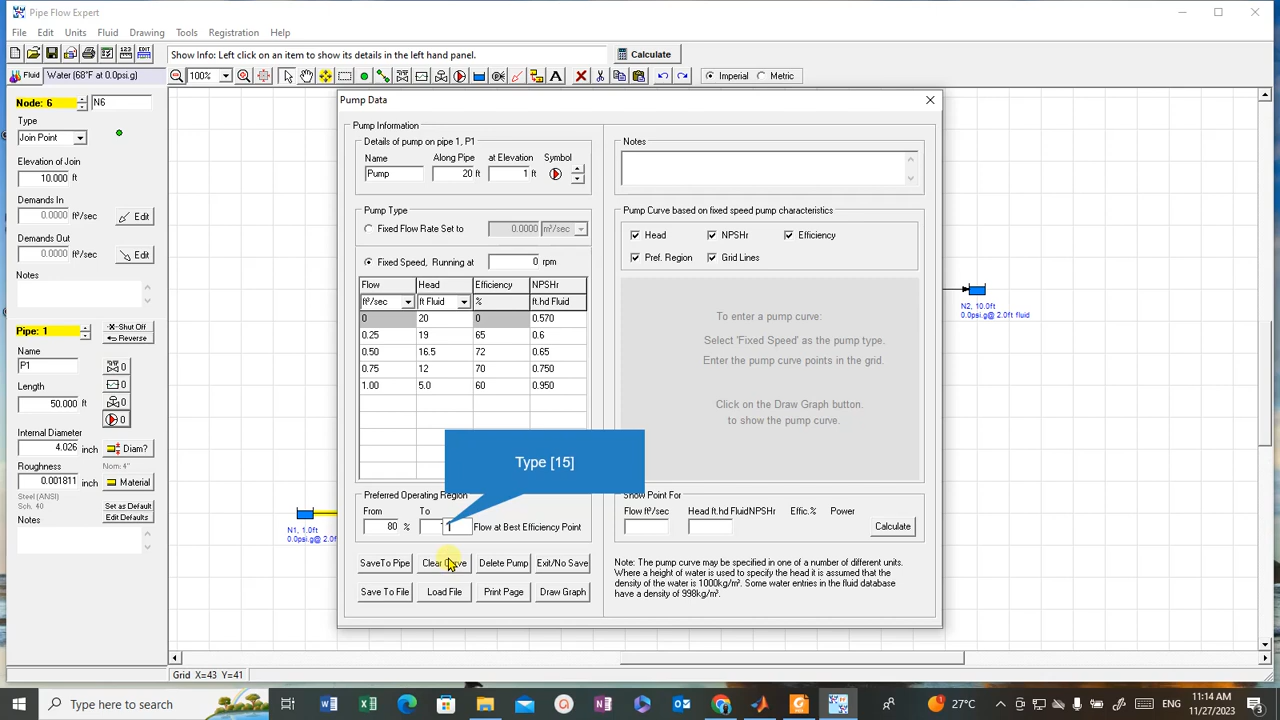 Pipe Flow Expert
File Edit Units Fluid Drawing Tools Registration Help
Show Info: Left click on an item to show its details in the left hand panel.
Calculate
Fluid Water (68°F at 0.0psi.g)
100%
Imperial Metric
Node: 6 N6
Type
Join Point
Elevation of Join
10.000 ft
Demands In
0.0000 ft³/sec Edit
Demands Out
0.0000 ft³/sec Edit
Notes
Pipe: 1
Shut Off
Reverse
Name
P1
0
Length
0
50.000 ft
0
Internal Diameter
4.026 inch Diam?
Roughness Nom: 4"
0.001811 inch Material
Steel (ANSI)
Sch. 40
Set as Default
Notes
Edit Defaults
Pump Data
Pump Information
Details of pump on pipe 1, P1
Name Along Pipe at Elevation Symbol
Pump 20 ft 1 ft
Pump Type
Fixed Flow Rate Set to 0.0000 m³/sec
Fixed Speed, Running at 0 rpm
Flow Head Efficiency NPSHr
ft³/sec ft Fluid % ft.hd Fluid
0 20 0 0.570
0.25 19 65 0.6
0.50 16.5 72 0.65
0.75 12 70 0.750
1.00 5.0 60 0.950
Type [15]
Preferred Operating Region
From To
80 % Flow at Best Efficiency Point
SaveTo Pipe Clear Curve Delete Pump Exit/No Save
Save To File Load File Print Page Draw Graph
Notes
Pump Curve based on fixed speed pump characteristics
Head NPSHr Efficiency
Pref. Region Grid Lines
To enter a pump curve:
Select 'Fixed Speed' as the pump type.
Enter the pump curve points in the grid.
Click on the Draw Graph button.
to show the pump curve.
Show Point For
Flow ft³/sec Head ft.hd Fluid NPSHr Effic.% Power
Calculate
Note: The pump curve may be specified in one of a number of different units.
Where a height of water is used to specify the head it is assumed that the
density of the water is 1000kg/m³. Some water entries in the fluid database
have a density of 998kg/m³.
N2, 10.0ft
0.0psi.g@ 2.0ft fluid
N1, 1.0ft
0.0psi.g@
Grid X=43 Y=41
Type here to search
27°C
ENG
11:14 AM
11/27/2023